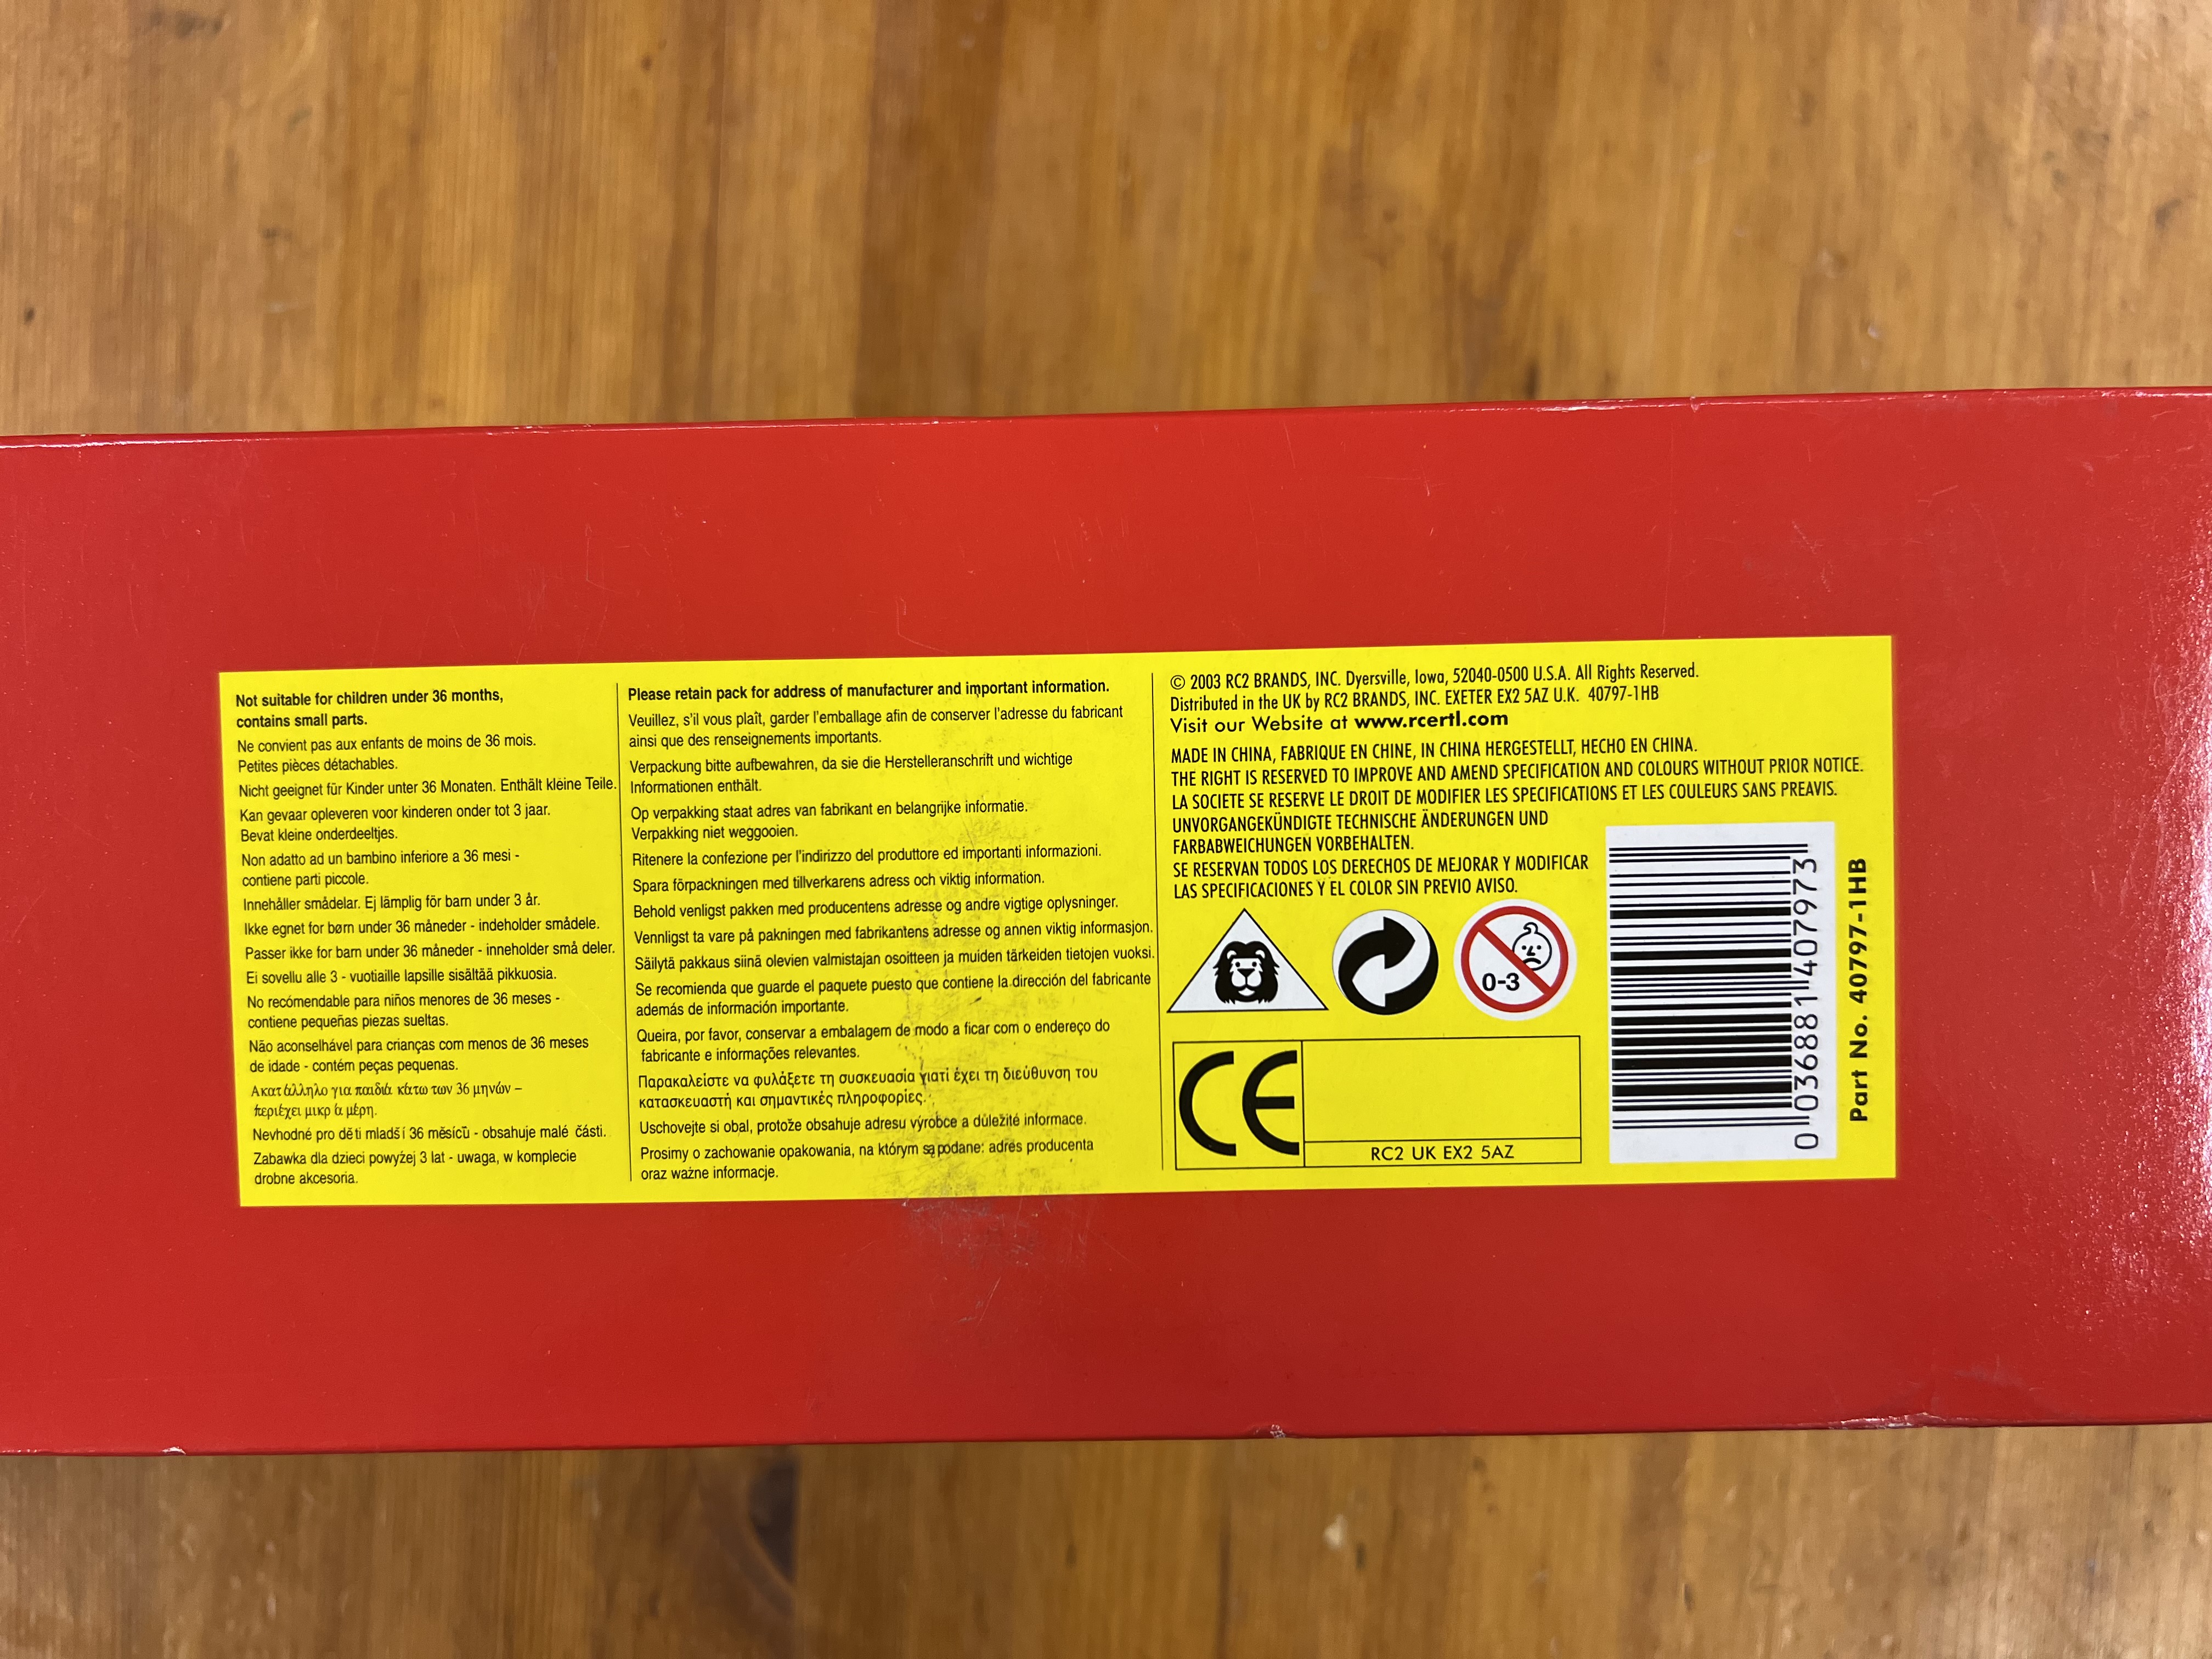 Not suitable for children under 36 months,
contains small parts.
Ne convient pas aux enfants de moins de 36 mois.
Petites pièces détachables.
Nicht geeignet für Kinder unter 36 Monaten. Enthält kleine Teile.
Kan gevaar opleveren voor kinderen onder tot 3 jaar.
Bevat kleine onderdeeltjes.
Non adatto ad un bambino inferiore a 36 mesi -
contiene parti piccole.
Innehåller smådelar. Ej lämplig för barn under 3 år.
Ikke egnet for børn under 36 måneder - indeholder smådele.
Passer ikke for barn under 36 måneder - inneholder små deler.
Ei sovellu alle 3 - vuotiaille lapsille sisältää pikkuosia.
No recómendable para niños menores de 36 meses -
contiene pequeñas piezas sueltas.
Não aconselhável para crianças com menos de 36 meses
de idade - contém peças pequenas.
Ακατάλληλο για παιδιά κάτω των 36 μηνών –
περιέχει μικρά μέρη.
Nevhodné pro děti mladší 36 měsíců - obsahuje malé části.
Zabawka dla dzieci powyżej 3 lat - uwaga, w komplecie
drobne akcesoria.
Please retain pack for address of manufacturer and important information.
Veuillez, s'il vous plaît, garder l'emballage afin de conserver l'adresse du fabricant
ainsi que des renseignements importants.
Verpackung bitte aufbewahren, da sie die Herstelleranschrift und wichtige
Informationen enthält.
Op verpakking staat adres van fabrikant en belangrijke informatie.
Verpakking niet weggooien.
Ritenere la confezione per l'indirizzo del produttore ed importanti informazioni.
Spara förpackningen med tillverkarens adress och viktig information.
Behold venligst pakken med producentens adresse og andre vigtige oplysninger.
Vennligst ta vare på pakningen med fabrikantens adresse og annen viktig informasjon.
Säilytä pakkaus siinä olevien valmistajan osoitteen ja muiden tärkeiden tietojen vuoksi.
Se recomienda que guarde el paquete puesto que contiene la dirección del fabricante
además de información importante.
Queira, por favor, conservar a embalagem de modo a ficar com o endereço do
fabricante e informações relevantes.
Παρακαλείστε να φυλάξετε τη συσκευασία γιατί έχει τη διεύθυνση του
κατασκευαστή και σημαντικές πληροφορίες.
Uschovejte si obal, protože obsahuje adresu výrobce a důležité informace.
Prosimy o zachowanie opakowania, na którym są podane: adres producenta
oraz ważne informacje.
© 2003 RC2 BRANDS, INC. Dyersville, Iowa, 52040-0500 U.S.A. All Rights Reserved.
Distributed in the UK by RC2 BRANDS, INC. EXETER EX2 5AZ U.K. 40797-1HB
Visit our Website at www.rcertl.com
MADE IN CHINA, FABRIQUE EN CHINE, IN CHINA HERGESTELLT, HECHO EN CHINA.
THE RIGHT IS RESERVED TO IMPROVE AND AMEND SPECIFICATION AND COLOURS WITHOUT PRIOR NOTICE.
LA SOCIETE SE RESERVE LE DROIT DE MODIFIER LES SPECIFICATIONS ET LES COULEURS SANS PREAVIS.
UNVORGANGEKÜNDIGTE TECHNISCHE ÄNDERUNGEN UND
FARBABWEICHUNGEN VORBEHALTEN.
SE RESERVAN TODOS LOS DERECHOS DE MEJORAR Y MODIFICAR
LAS SPECIFICACIONES Y EL COLOR SIN PREVIO AVISO.
0-3
CE
RC2 UK EX2 5AZ
0 036881 407973
Part No. 40797-1HB